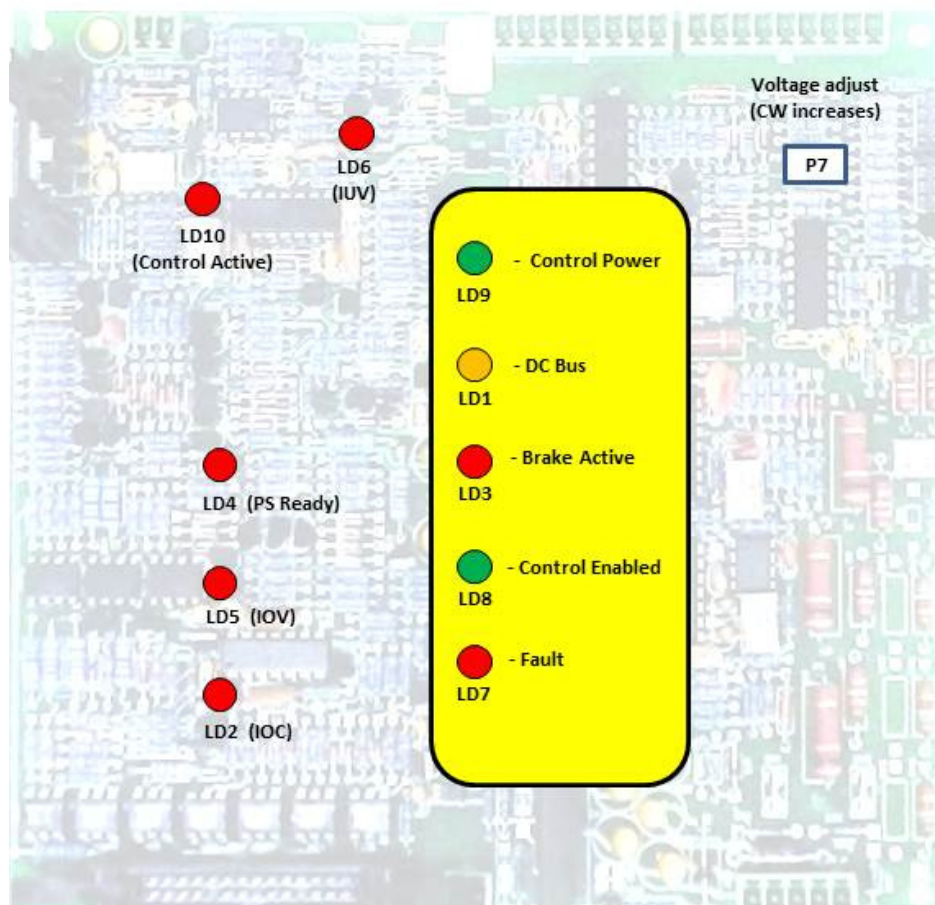 Voltage adjust
(CW increases)
P7
LD6
(IUV)
LD10
(Control Active)
- Control Power
LD9
- DC Bus
LD1
- Brake Active
LD3
LD4 (PS Ready)
- Control Enabled
LD8
LD5 (IOV)
- Fault
LD7
LD2 (IOC)